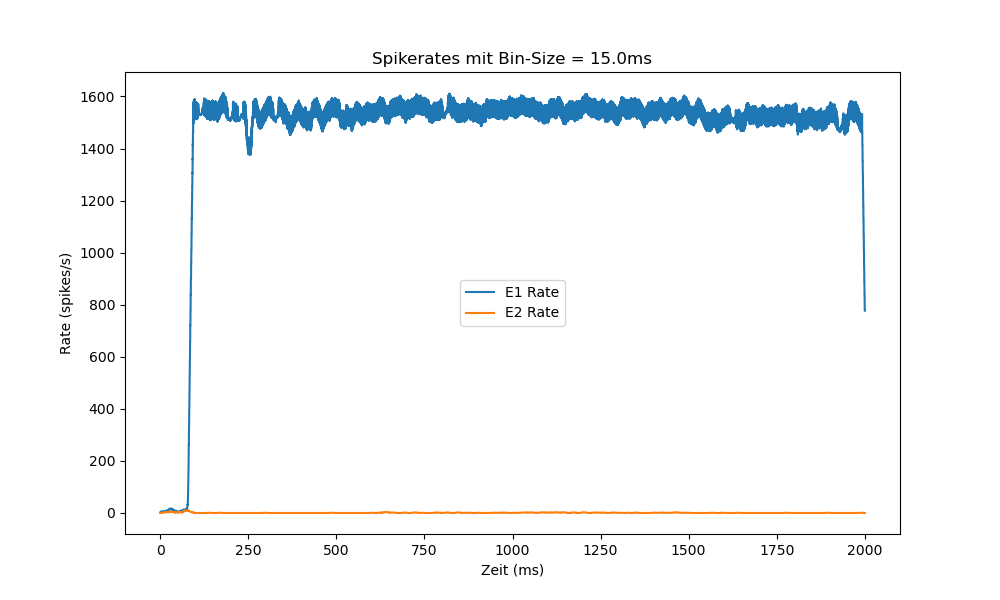 Spikerates mit Bin-Size = 15.0ms
1600
1400
1200
1000
800
600
400
200
0
Rate (spikes/s)
E1 Rate
E2 Rate
0 250 500 750 1000 1250 1500 1750 2000
Zeit (ms)